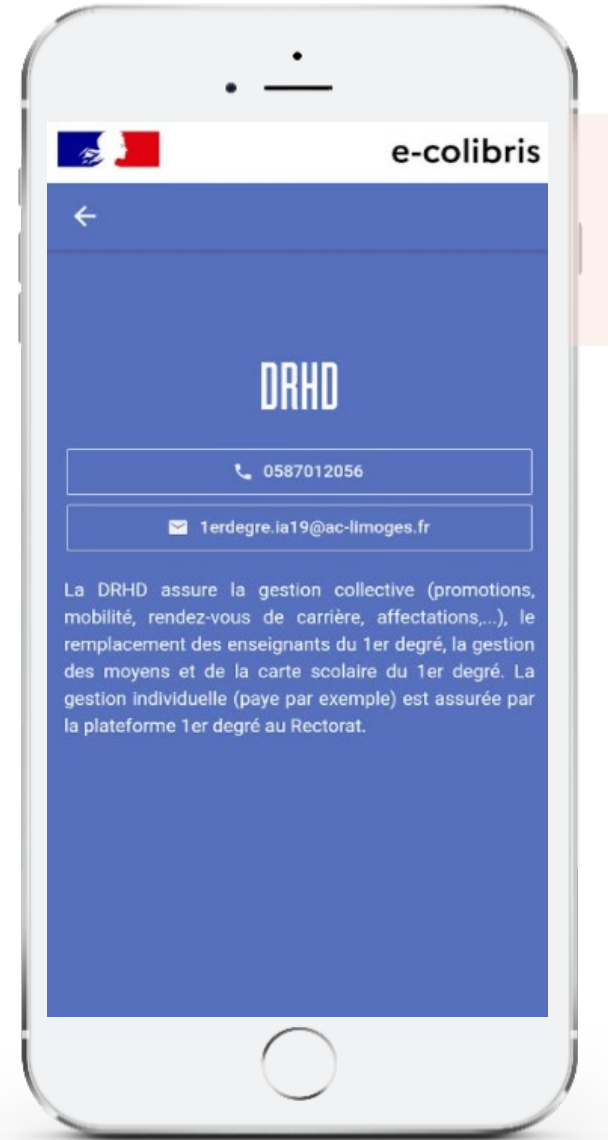 e-colibris
DRHD
0587012056
1erdegre.ia19@ac-limoges.fr
La DRHD assure la gestion collective (promotions,
mobilité, rendez-vous de carrière, affectations,...), le
remplacement des enseignants du 1er degré, la gestion
des moyens et de la carte scolaire du 1er degré. La
gestion individuelle (paye par exemple) est assurée par
la plateforme 1er degré au Rectorat.